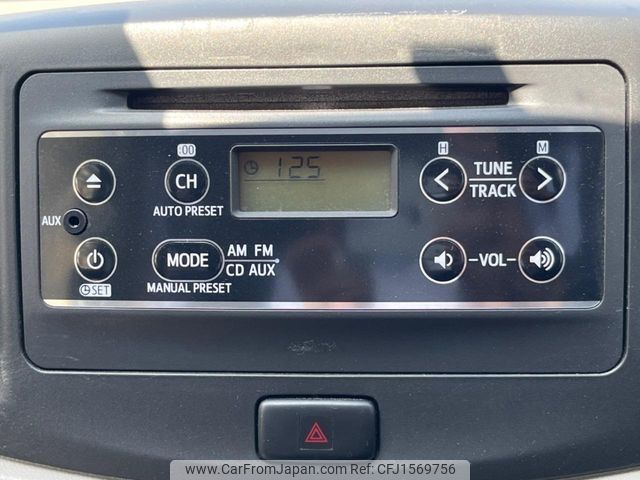 :00
H
M
CH
125
TUNE
TRACK
AUTO PRESET
AUX
AM FM
MODE
CD AUX
-VOL-
SET
MANUAL PRESET
www.CarFromJapan.com CFJ1569756